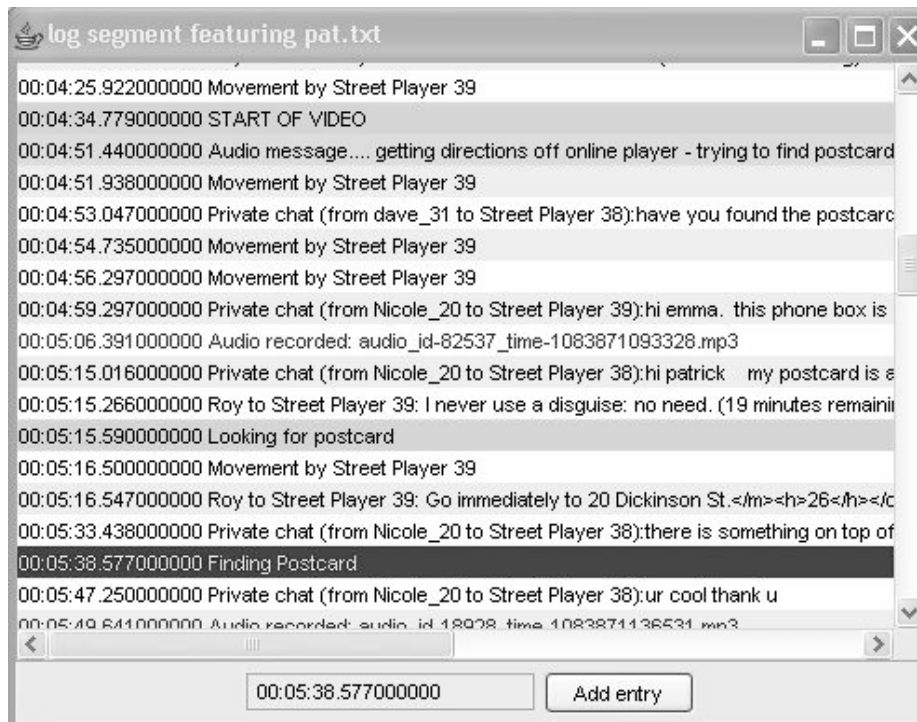 log segment featuring pat.txt
00:04:25.922000000 Movement by Street Player 39
00:04:34.779000000 START OF VIDEO
00:04:51.440000000 Audio message.... getting directions off online player - trying to find postcard
00:04:51.938000000 Movement by Street Player 39
00:04:53.047000000 Private chat (from dave_31 to Street Player 38):have you found the postcard
00:04:54.735000000 Movement by Street Player 39
00:04:56.297000000 Movement by Street Player 39
00:04:59.297000000 Private chat (from Nicole_20 to Street Player 39):hi emma. this phone box is
00:05:06.391000000 Audio recorded: audio_id-82537_time-1083871093328.mp3
00:05:15.016000000 Private chat (from Nicole_20 to Street Player 38):hi patrick my postcard is a
00:05:15.266000000 Roy to Street Player 39: I never use a disguise: no need. (19 minutes remaini
00:05:15.590000000 Looking for postcard
00:05:16.500000000 Movement by Street Player 39
00:05:16.547000000 Roy to Street Player 39: Go immediately to 20 Dickinson St.</m><h>26</h></c
00:05:33.438000000 Private chat (from Nicole_20 to Street Player 38):there is something on top of
00:05:38.577000000 Finding Postcard
00:05:47.250000000 Private chat (from Nicole_20 to Street Player 38):ur cool thank u
00:05:49.641000000 Audio recorded: audio_id-18928_time-1083871136531.mp3
00:05:38.577000000
Add entry